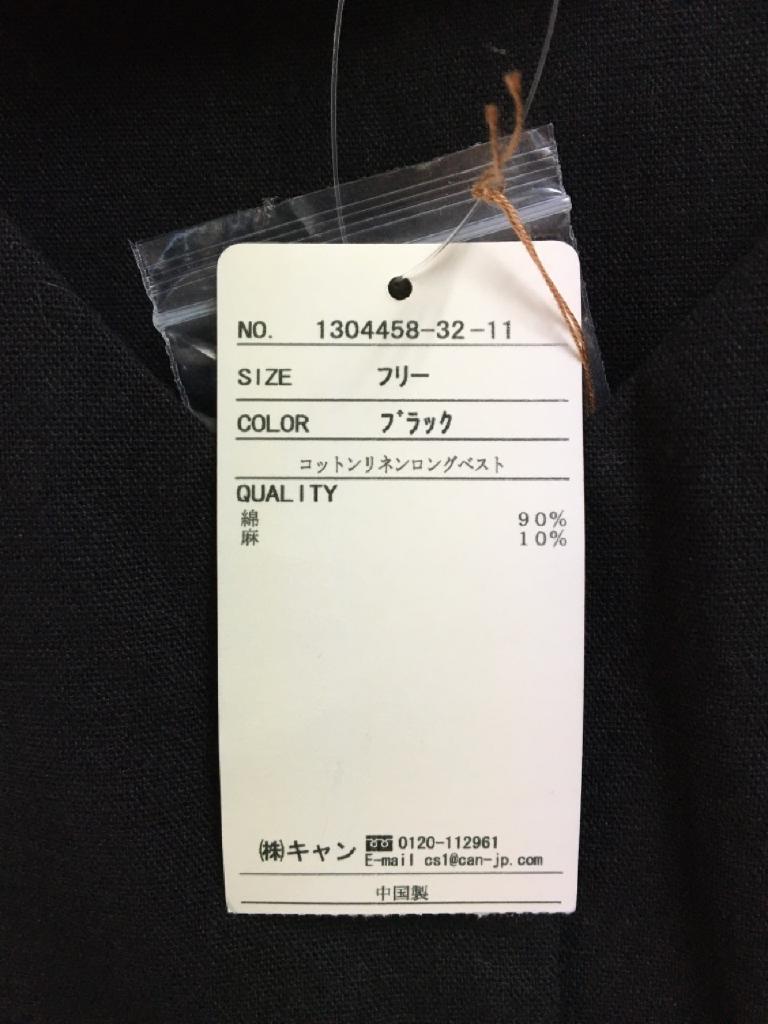 NO. 1304458-32-11
SIZE フリー
COLOR ブラック
コットンリネンロングベスト
QUALITY
綿 90%
麻 10%
㈱キャン 0120-112961
E-mail cs1@can-jp.com
中国製